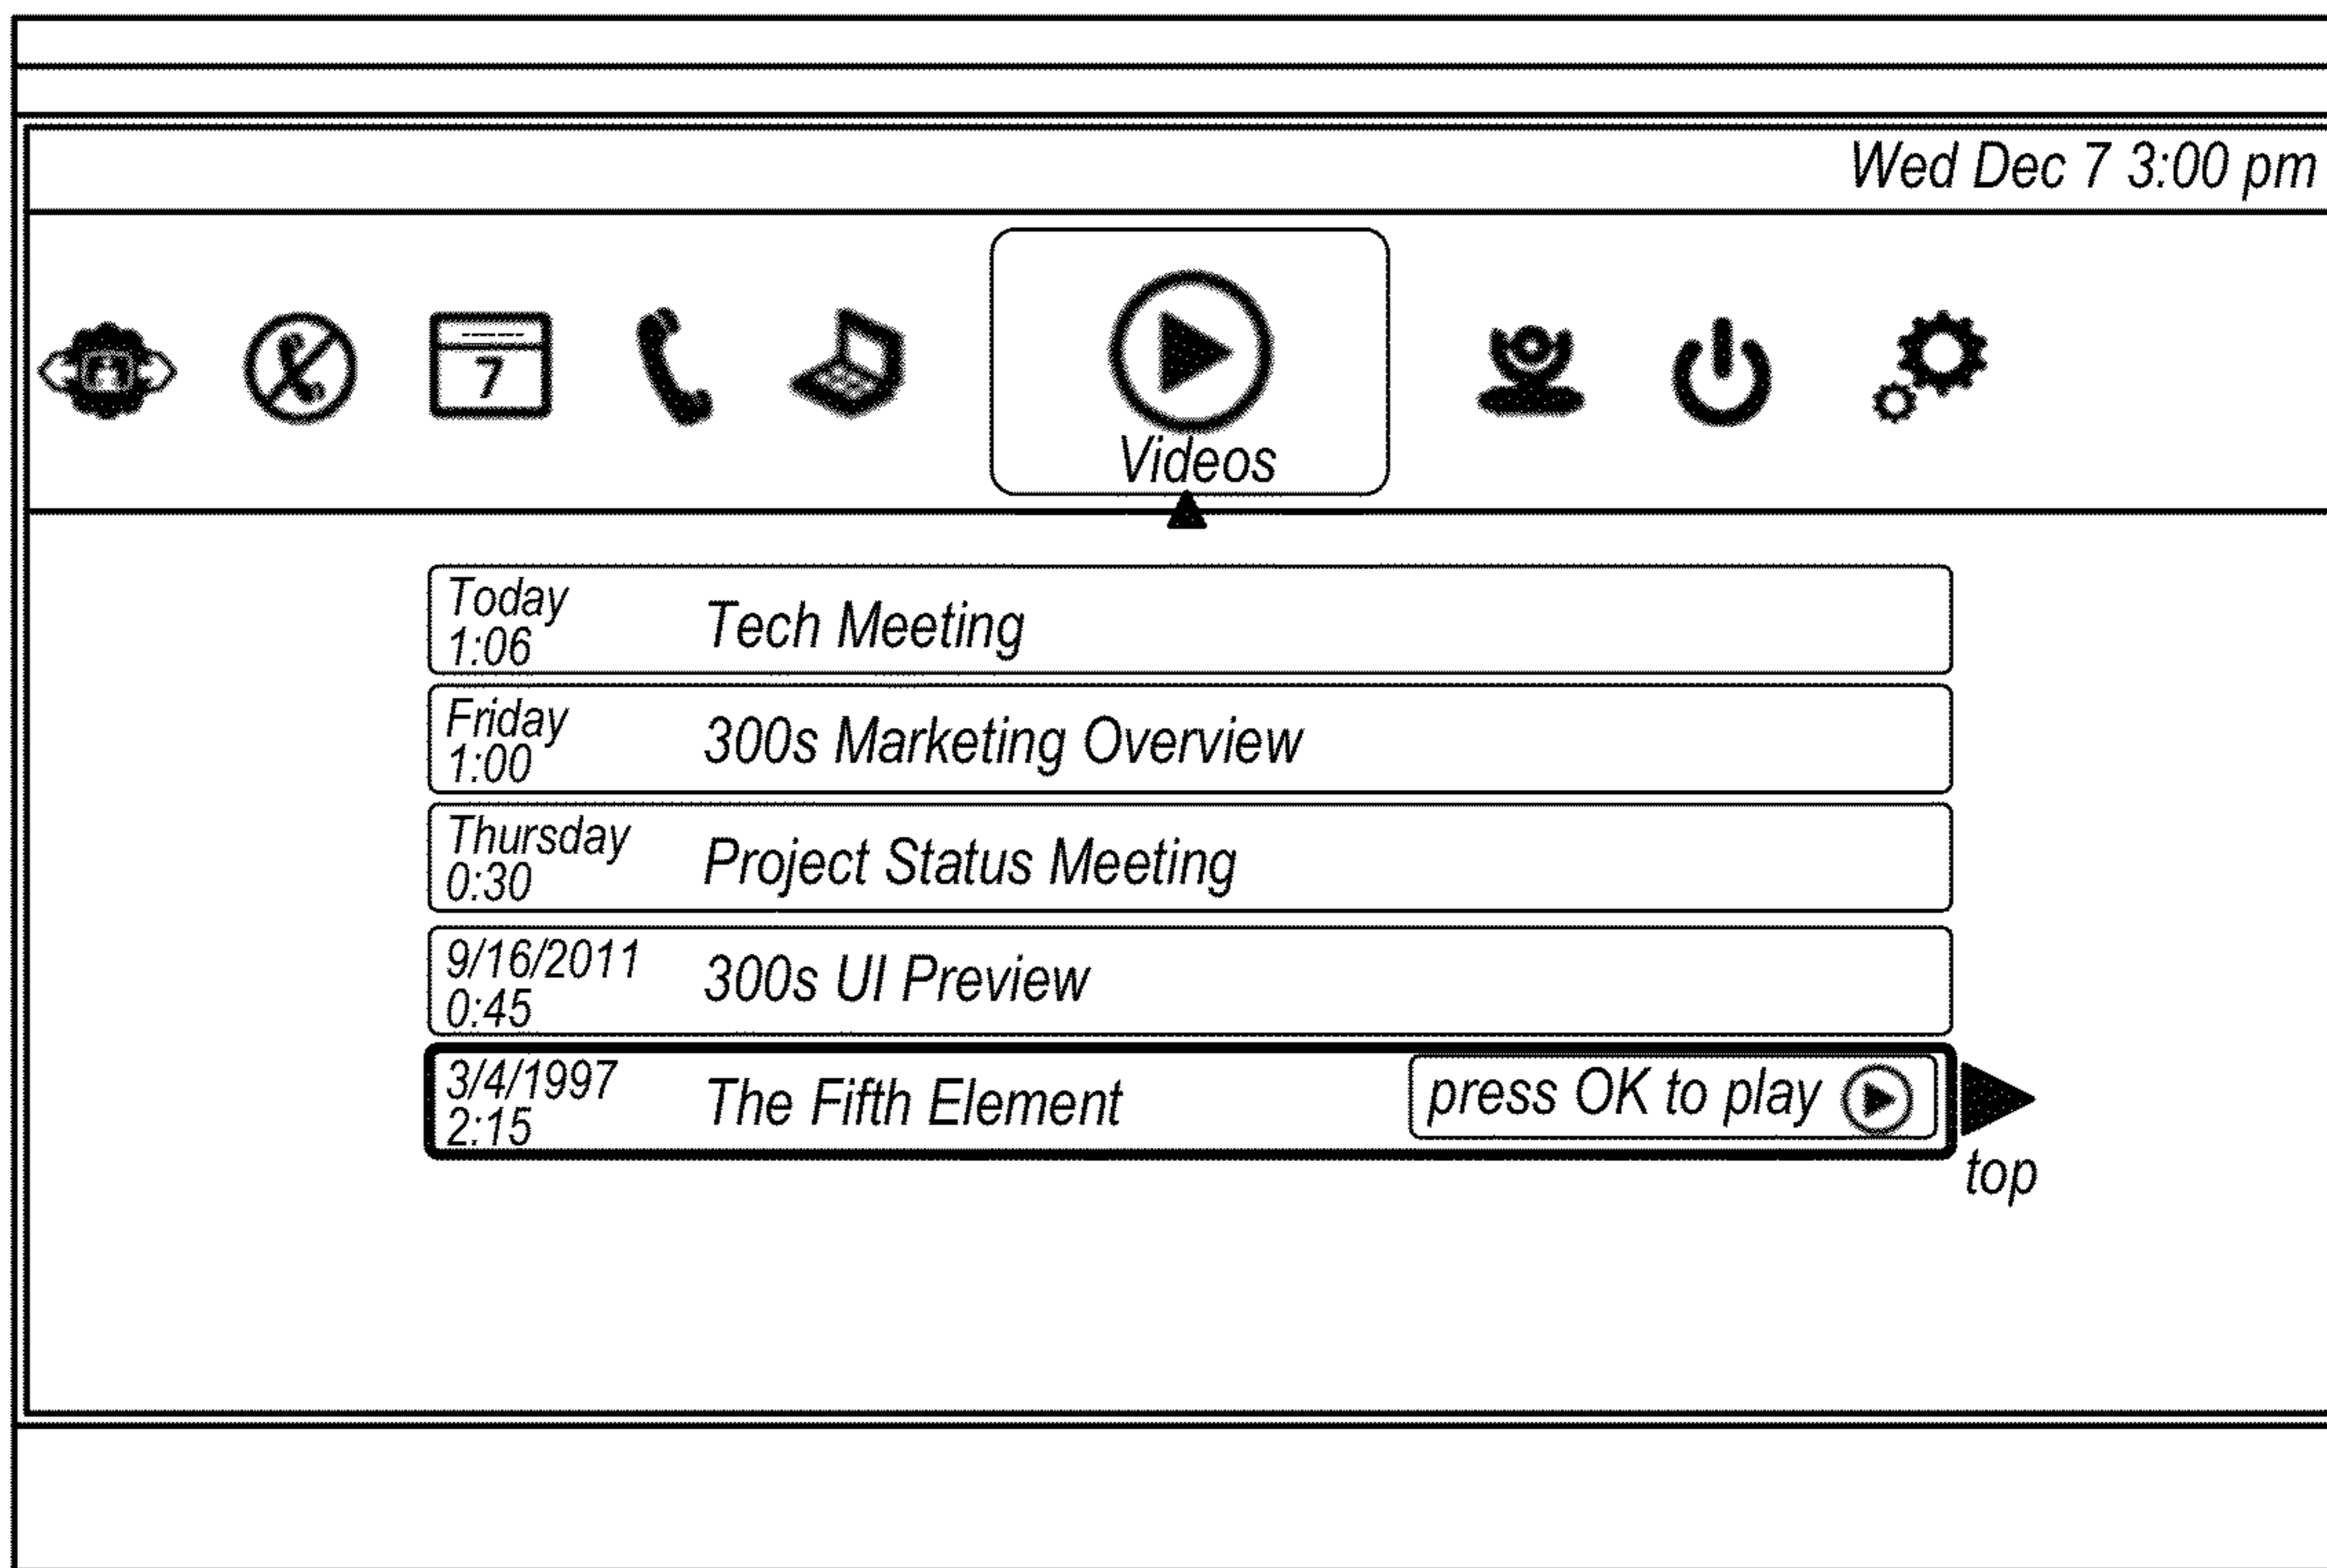 Wed Dec 7 3:00 pm
7
Videos
Today
1:06
Tech Meeting
Friday
1:00
300s Marketing Overview
Thursday
0:30
Project Status Meeting
9/16/2011
0:45
300s UI Preview
3/4/1997
2:15
The Fifth Element
press OK to play
top